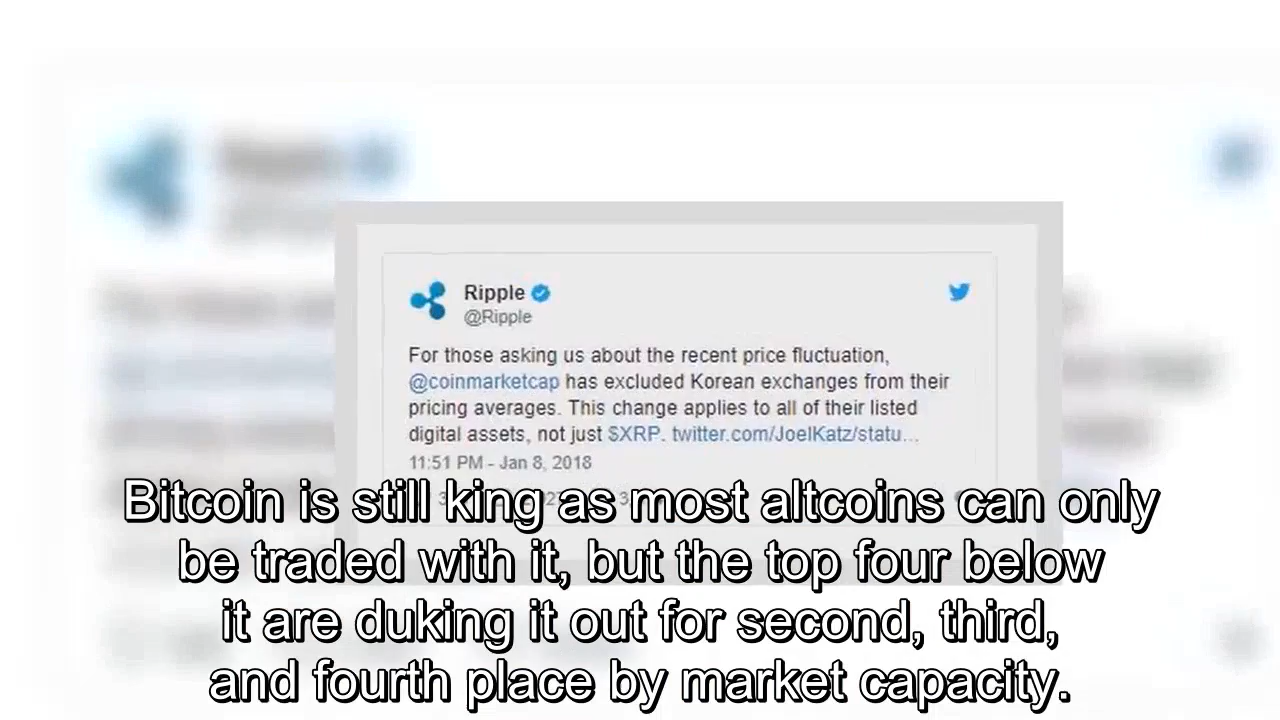 Ripple
@Ripple
For those asking us about the recent price fluctuation,
@coinmarketcap has excluded Korean exchanges from their
pricing averages. This change applies to all of their listed
digital assets, not just $XRP. twitter.com/JoelKatz/statu…
11:51 PM - Jan 8, 2018
Bitcoin is still king as most altcoins can only
be traded with it, but the top four below
it are duking it out for second, third,
and fourth place by market capacity.